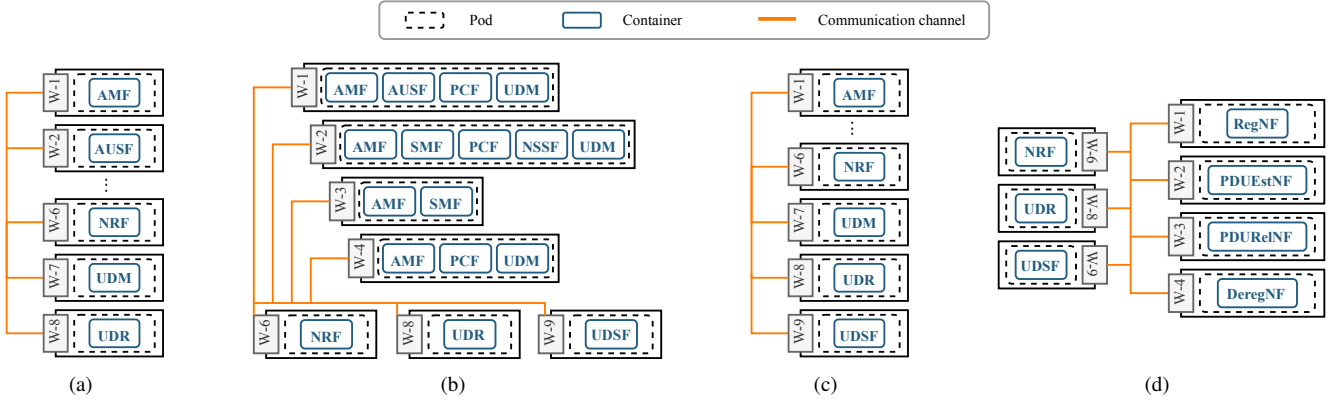 Pod Container Communication channel
W-1 AMF
W-2 AUSF
...
W-6 NRF
W-7 UDM
W-8 UDR
(a)
W-1 AMF AUSF PCF UDM
W-2 AMF SMF PCF NSSF UDM
W-3 AMF SMF
W-4 AMF PCF UDM
W-6 NRF W-8 UDR W-9 UDSF
(b)
W-1 AMF
...
W-6 NRF
W-7 UDM
W-8 UDR
W-9 UDSF
(c)
NRF W-6
UDR W-8
UDSF W-9
W-1 RegNF
W-2 PDUEstNF
W-3 PDURelNF
W-4 DeregNF
(d)